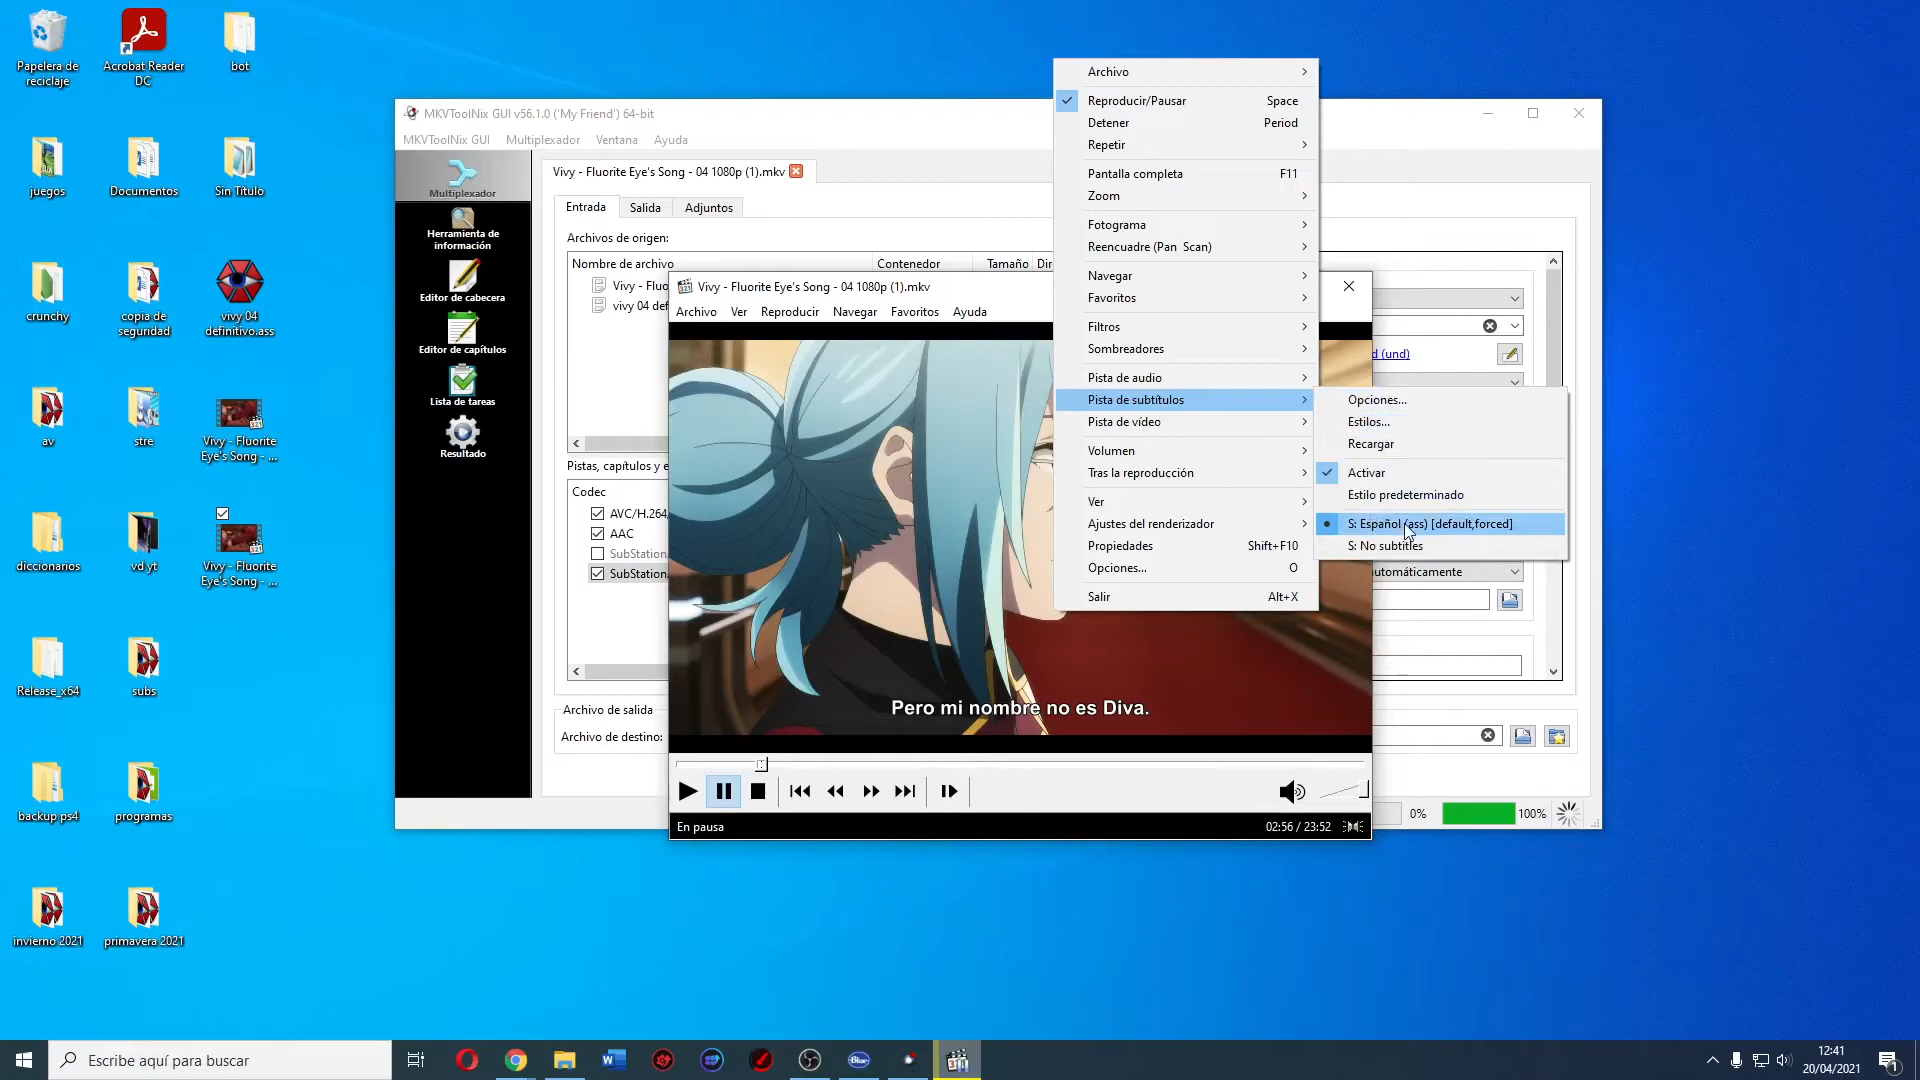 Papelera de
reciclaje
Acrobat Reader
DC
bot
juegos
Documentos
Sin Título
crunchy
copia de
seguridad
vivy 04
definitivo.ass
av
stre
Vivy - Fluorite
Eye's Song - ...
diccionarios
vd yt
Vivy - Fluorite
Eye's Song - ...
Release_x64
subs
backup ps4
programas
invierno 2021
primavera 2021
MKVToolNix GUI v56.1.0 ('My Friend') 64-bit
MKVToolNix GUI Multiplexador Ventana Ayuda
Multiplexador
Herramienta de
información
Editor de cabecera
Editor de capítulos
Lista de tareas
Resultado
Vivy - Fluorite Eye's Song - 04 1080p (1).mkv
Entrada Salida Adjuntos
Archivos de origen:
Nombre de archivo Contenedor Tamaño Dir
Vivy - Fluo
vivy 04 def
Pistas, capítulos y e
Codec
AVC/H.264/
AAC
SubStation
SubStation
Archivo de salida
Archivo de destino:
d (und)
automáticamente
0% 100%
Vivy - Fluorite Eye's Song - 04 1080p (1).mkv
Archivo Ver Reproducir Navegar Favoritos Ayuda
Pero mi nombre no es Diva.
En pausa
02:56 / 23:52
Archivo
Reproducir/Pausar Space
Detener Period
Repetir
Pantalla completa F11
Zoom
Fotograma
Reencuadre (Pan Scan)
Navegar
Favoritos
Filtros
Sombreadores
Pista de audio
Pista de subtítulos
Pista de vídeo
Volumen
Tras la reproducción
Ver
Ajustes del renderizador
Propiedades Shift+F10
Opciones... O
Salir Alt+X
Opciones...
Estilos...
Recargar
Activar
Estilo predeterminado
S: Español (ass) [default,forced]
S: No subtitles
Escribe aquí para buscar
Blue
321
12:41
20/04/2021
1